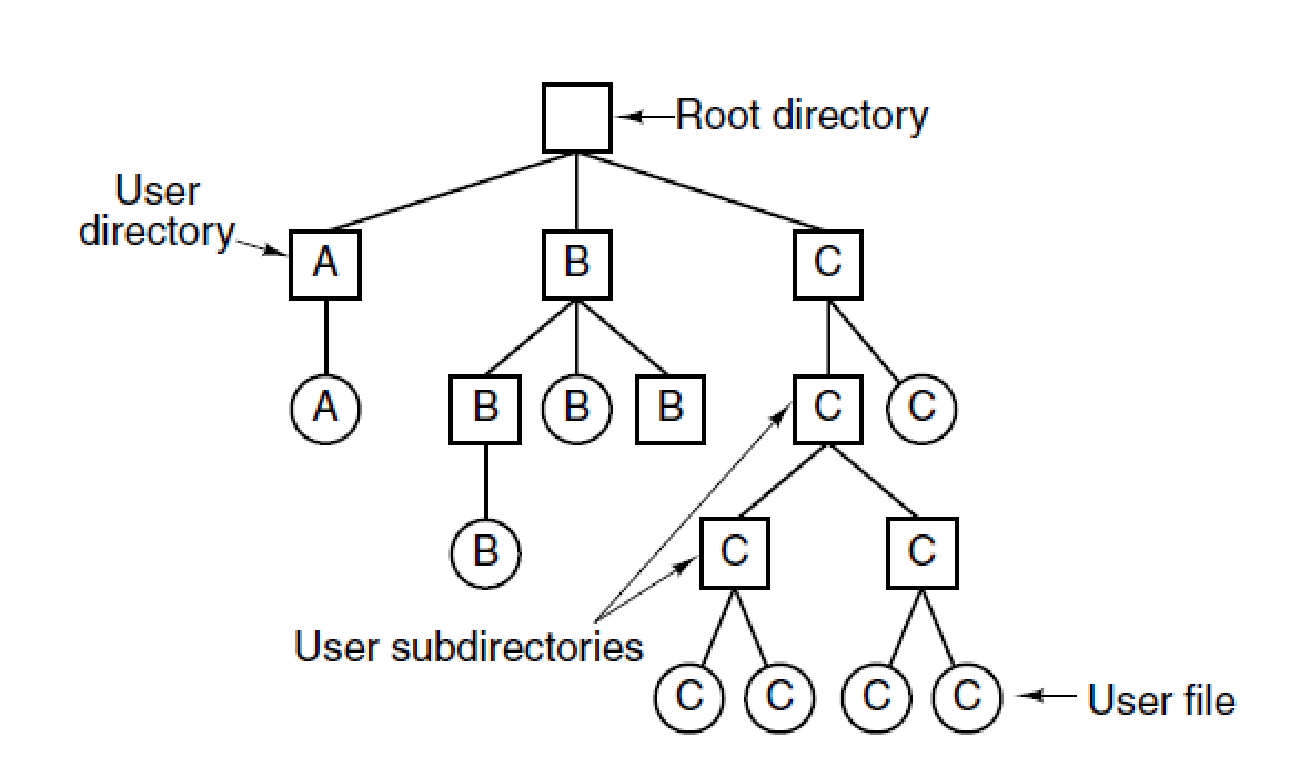 Root directory
User
directory
A B C
A B B B C C
B C C
User subdirectories
C C C C
User file